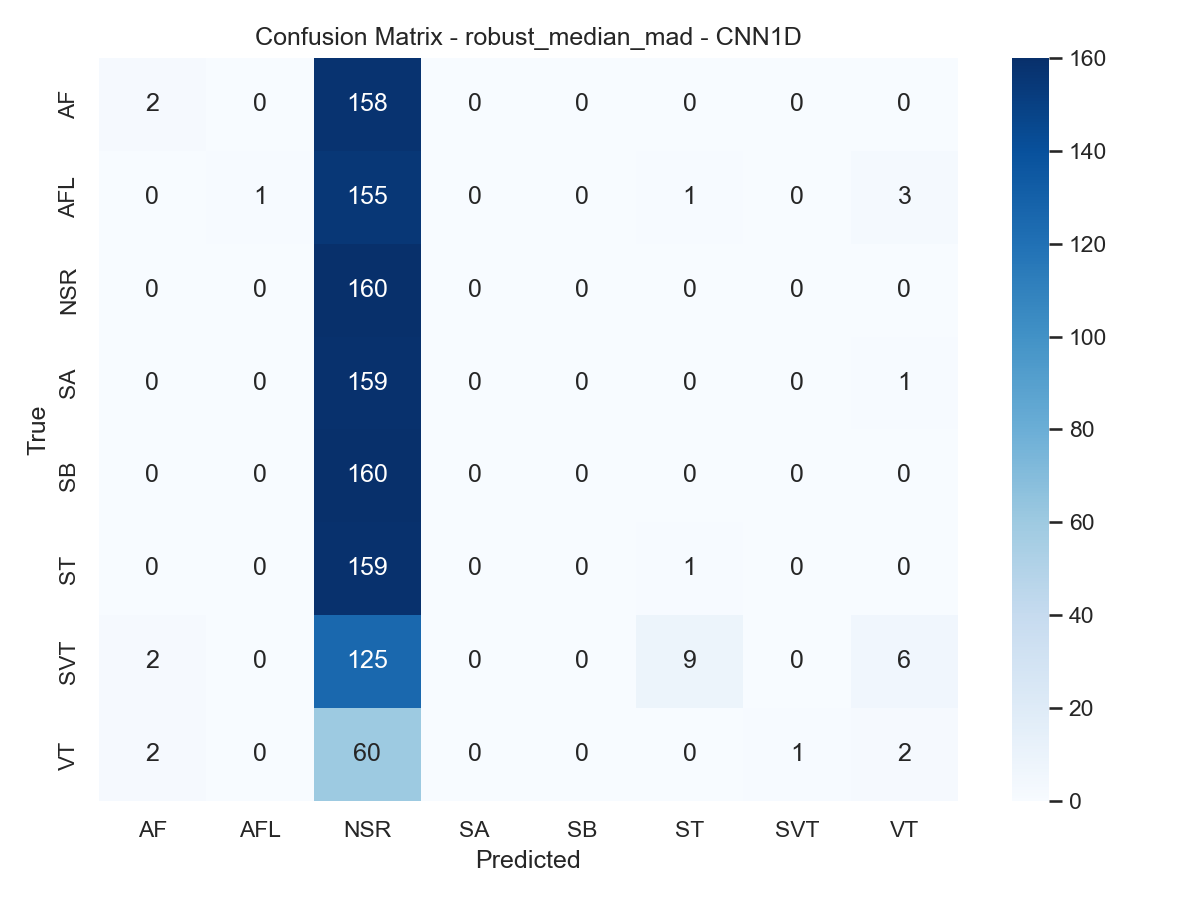 Confusion Matrix - robust_median_mad - CNN1D
True
AF 2 0 158 0 0 0 0 0
AFL 0 1 155 0 0 1 0 3
NSR 0 0 160 0 0 0 0 0
SA 0 0 159 0 0 0 0 1
SB 0 0 160 0 0 0 0 0
ST 0 0 159 0 0 1 0 0
SVT 2 0 125 0 0 9 0 6
VT 2 0 60 0 0 0 1 2
AF AFL NSR SA SB ST SVT VT
Predicted
160
140
120
100
80
60
40
20
0